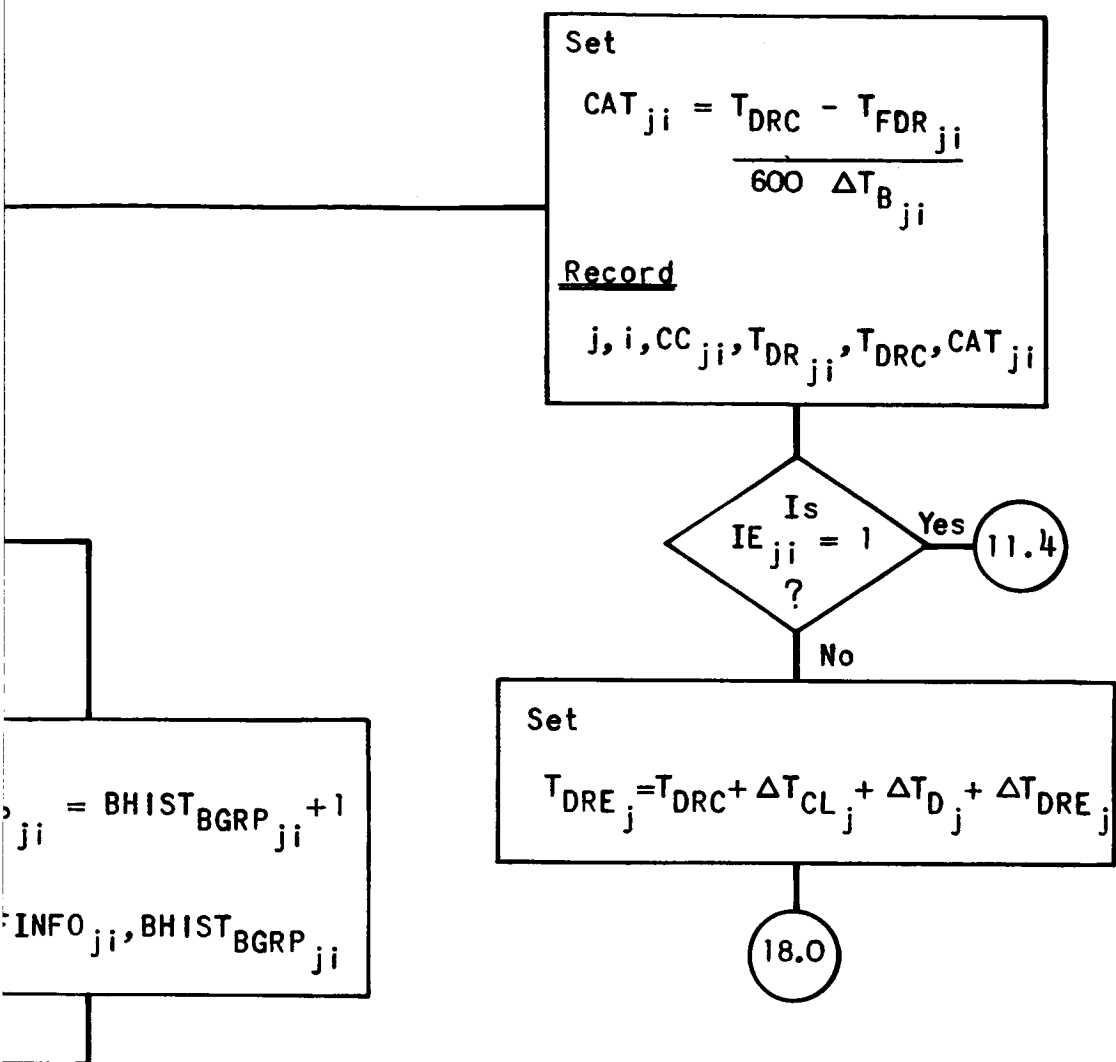 Set
CAT_ji = T_DRC - T_FDR_ji
600 ΔT_B_ji
Record
j, i, CC_ji, T_DR_ji, T_DRC, CAT_ji
Is
IE_ji = 1
?
Yes
11.4
No
Set
T_DRE_j = T_DRC + ΔT_CL_j + ΔT_D_j + ΔT_DRE_j
18.0
ji = BHIST_BGRP_ji + 1
INFO_ji, BHIST_BGRP_ji